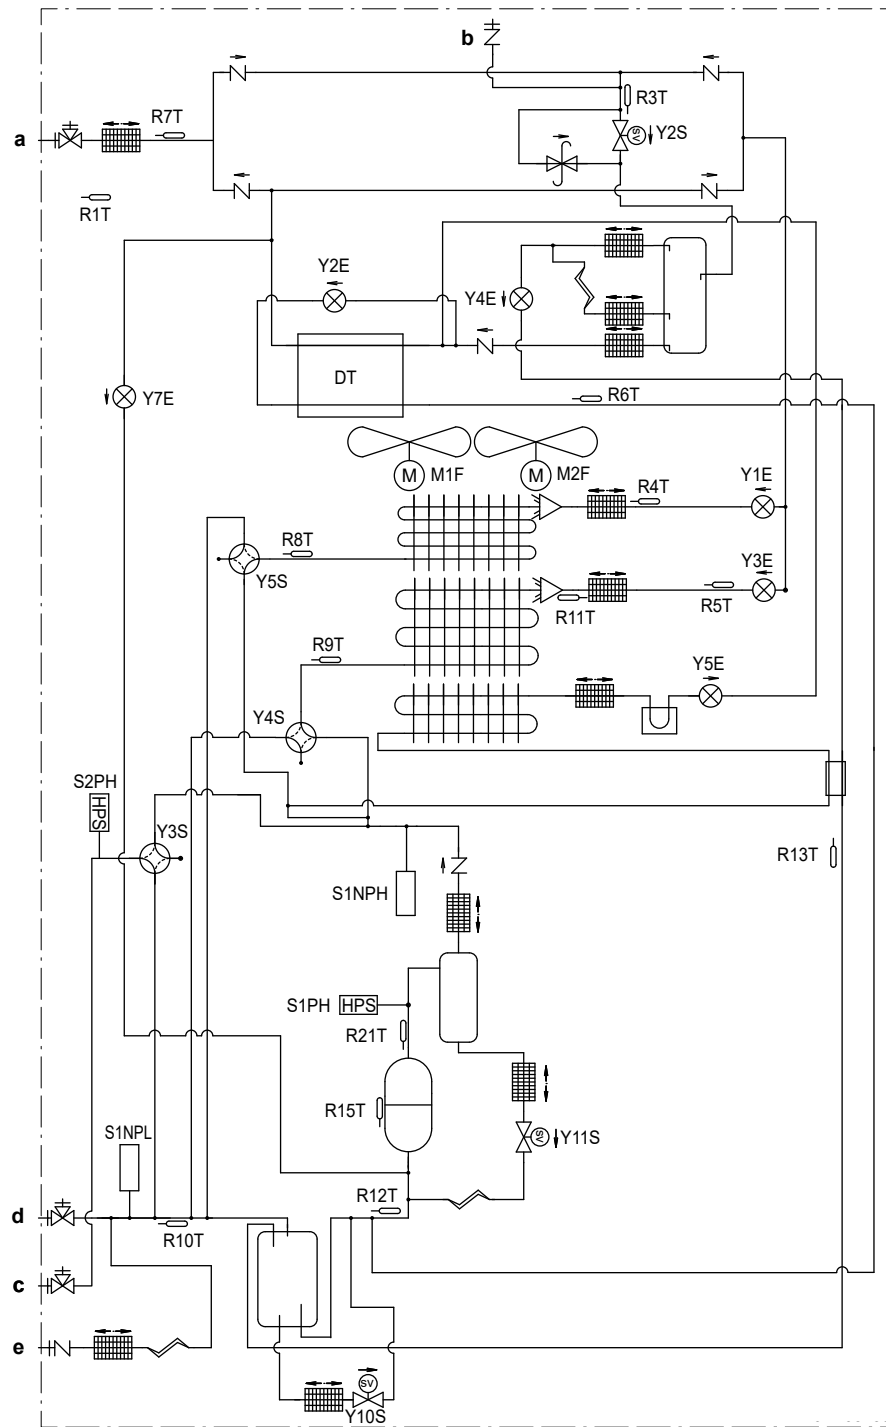 b
R3T
R7T
a
SV
Y2S
R1T
Y2E
Y4E
DT
R6T
Y7E
M
M1F
M
M2F
R4T
Y1E
R8T
Y5S
Y3E
R11T
R5T
R9T
Y5E
Y4S
S2PH
HPS
Y3S
R13T
S1NPH
S1PH
HPS
R21T
R15T
SV
Y11S
S1NPL
R12T
d
R10T
c
e
SV
Y10S